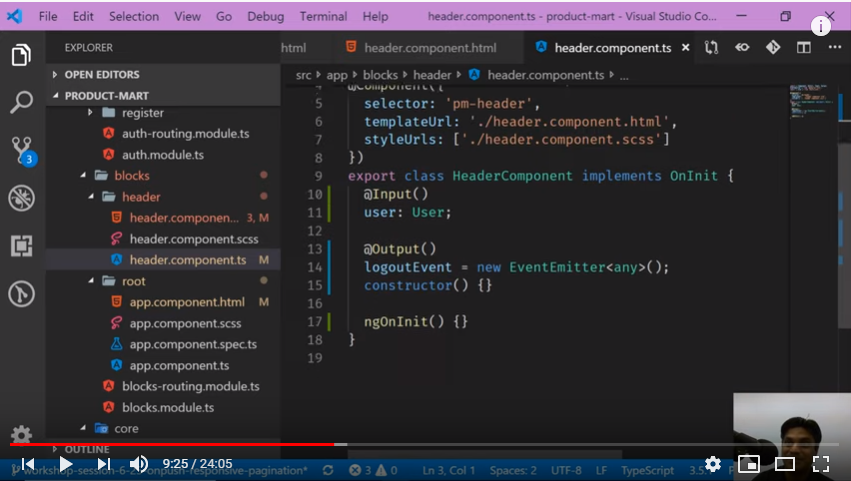 File Edit Selection View Go Debug Terminal Help header.component.ts - product-mart - Visual Studio Co...
EXPLORER
html header.component.html header.component.ts
OPEN EDITORS
src app blocks header header.component.ts ...
PRODUCT-MART
register
auth-routing.module.ts
auth.module.ts
blocks
header
header.componen... 3, M
header.component.scss
header.component.ts M
root
app.component.html M
app.component.scss
app.component.spec.ts
app.component.ts
blocks-routing.module.ts
blocks.module.ts
core
OUTLINE
3
4 @Component({
5 selector: 'pm-header',
6 templateUrl: './header.component.html',
7 styleUrls: ['./header.component.scss']
8 })
9 export class HeaderComponent implements OnInit {
10 @Input()
11 user: User;
12
13 @Output()
14 logoutEvent = new EventEmitter<any>();
15 constructor() {}
16
17 ngOnInit() {}
18 }
19
9:25 / 24:05
3 0 Ln 3, Col 1 Spaces: 2 UTF-8 LF TypeScript 3.5.